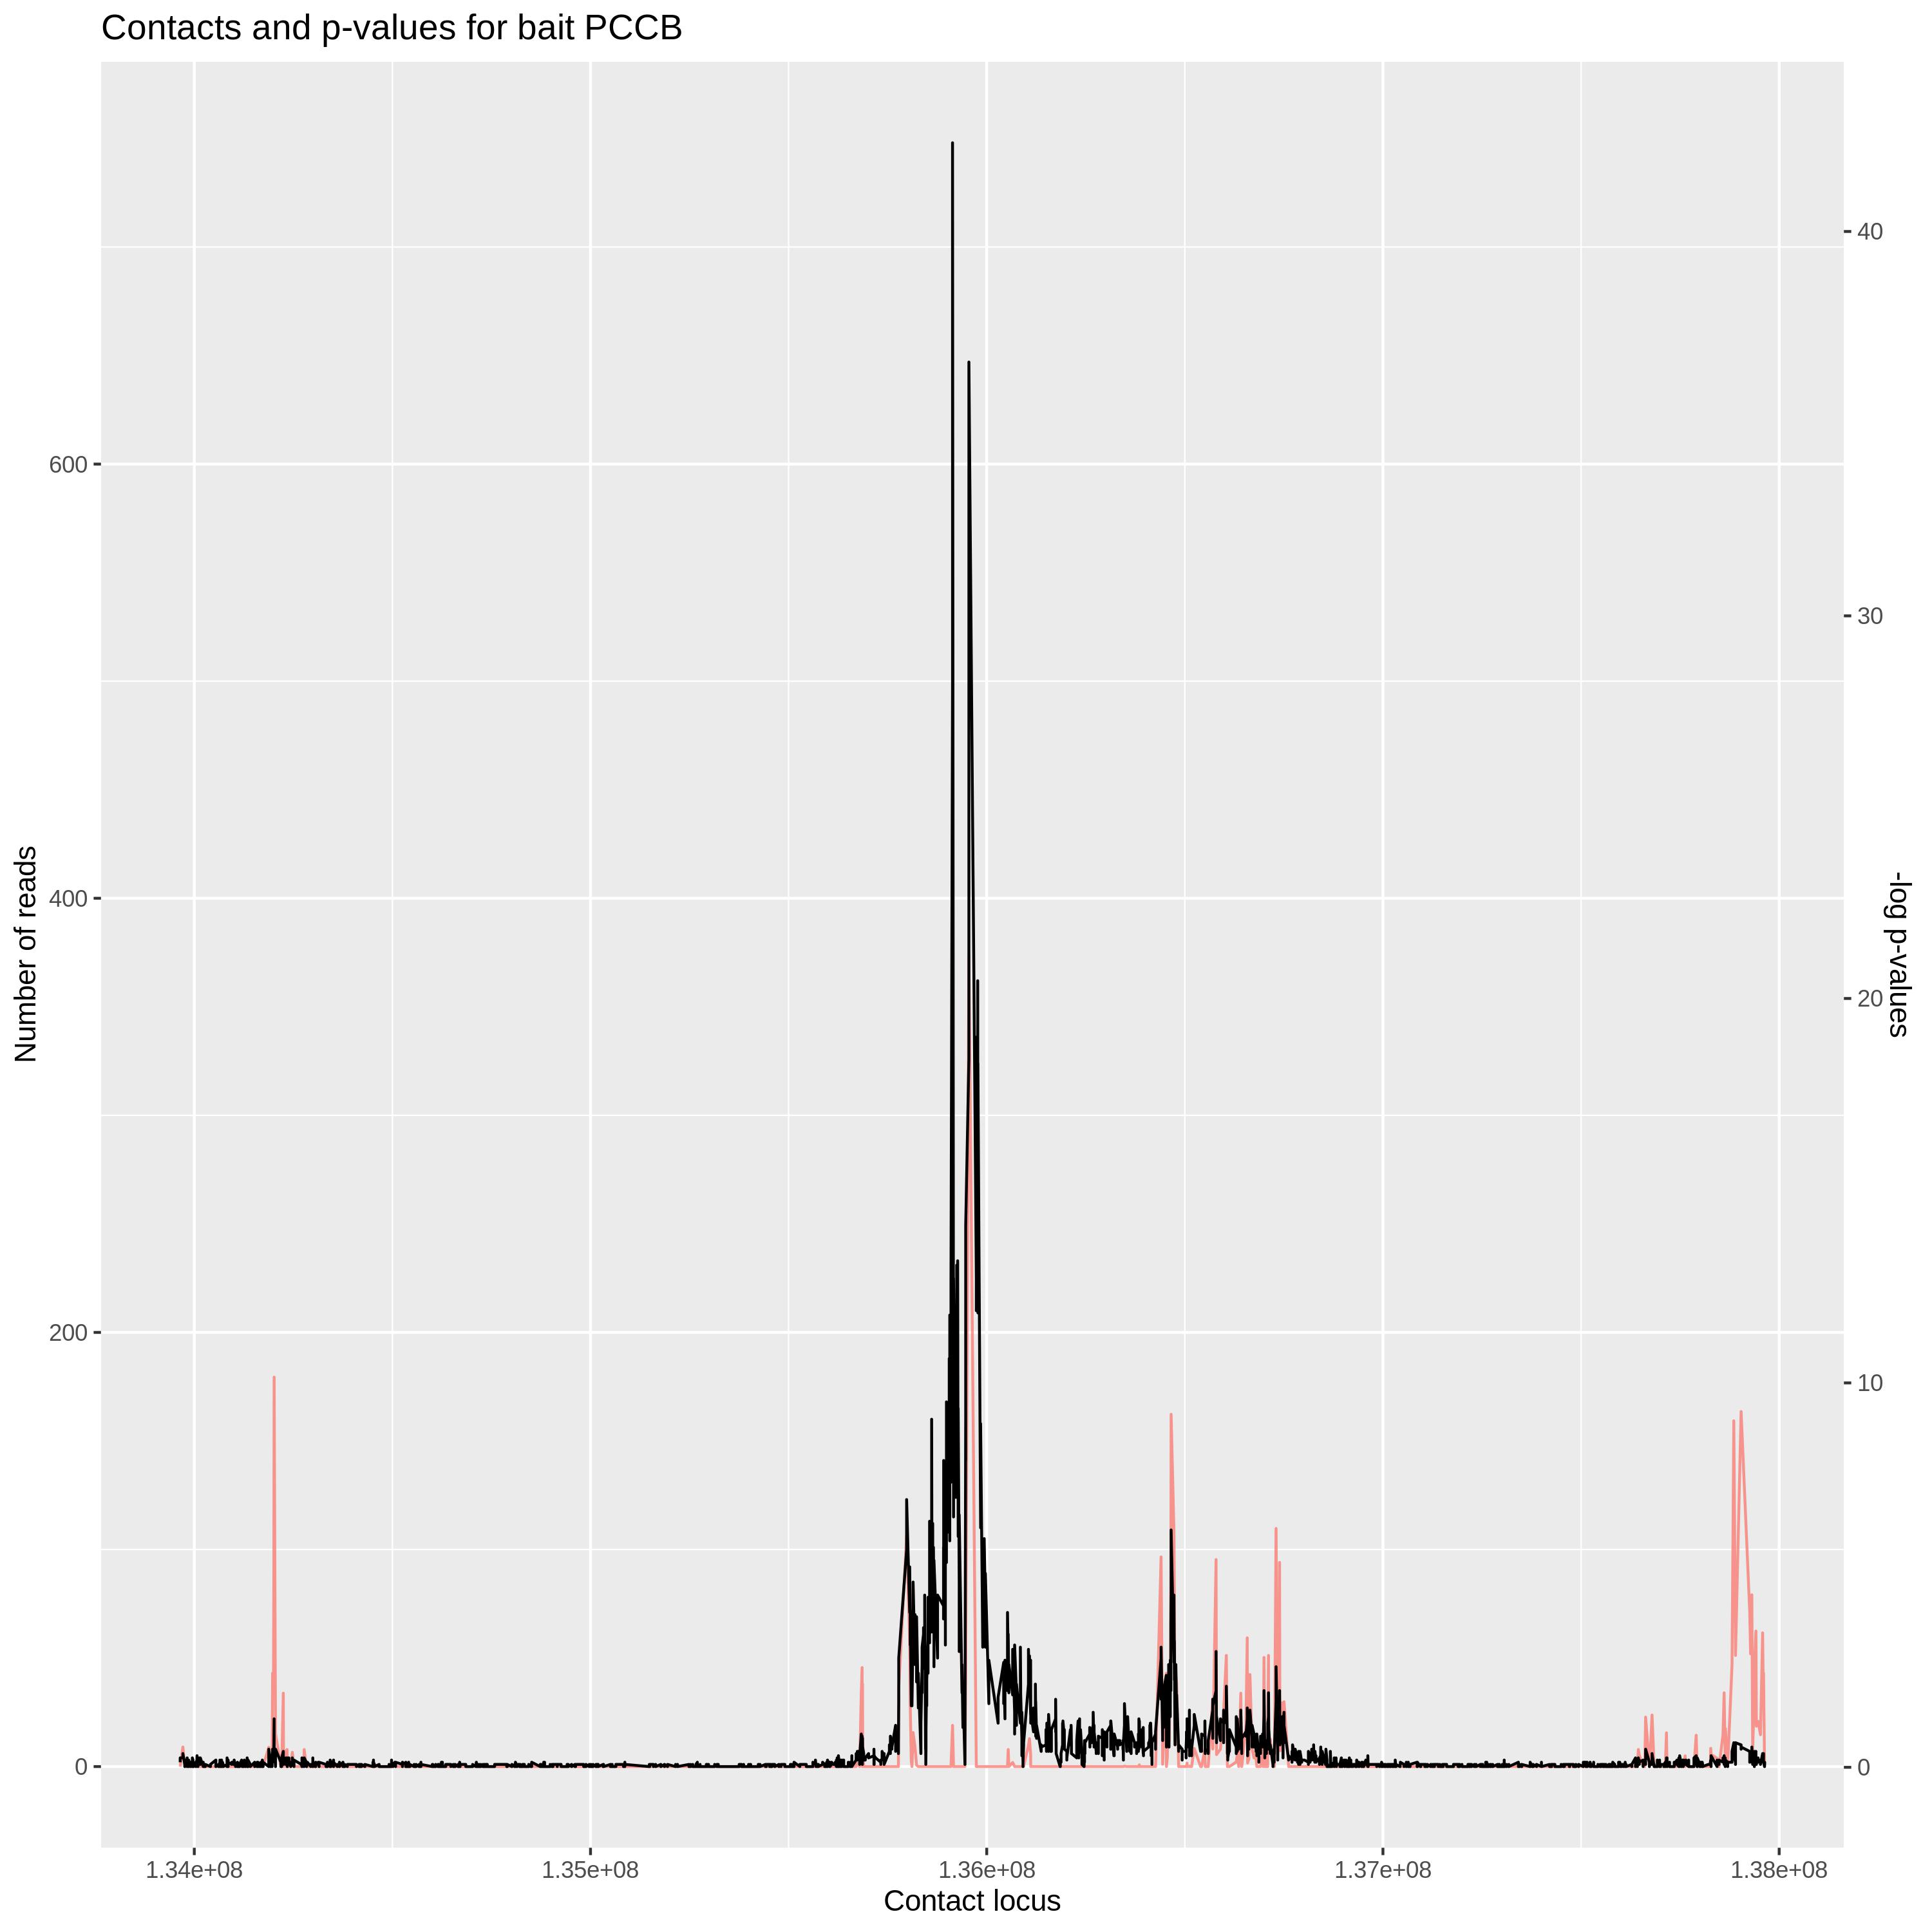 Contacts and p-values for bait PCCB
Number of reads
600
400
200
0
40
30
20
10
0
-log p-values
1.34e+08 1.35e+08 1.36e+08 1.37e+08 1.38e+08
Contact locus